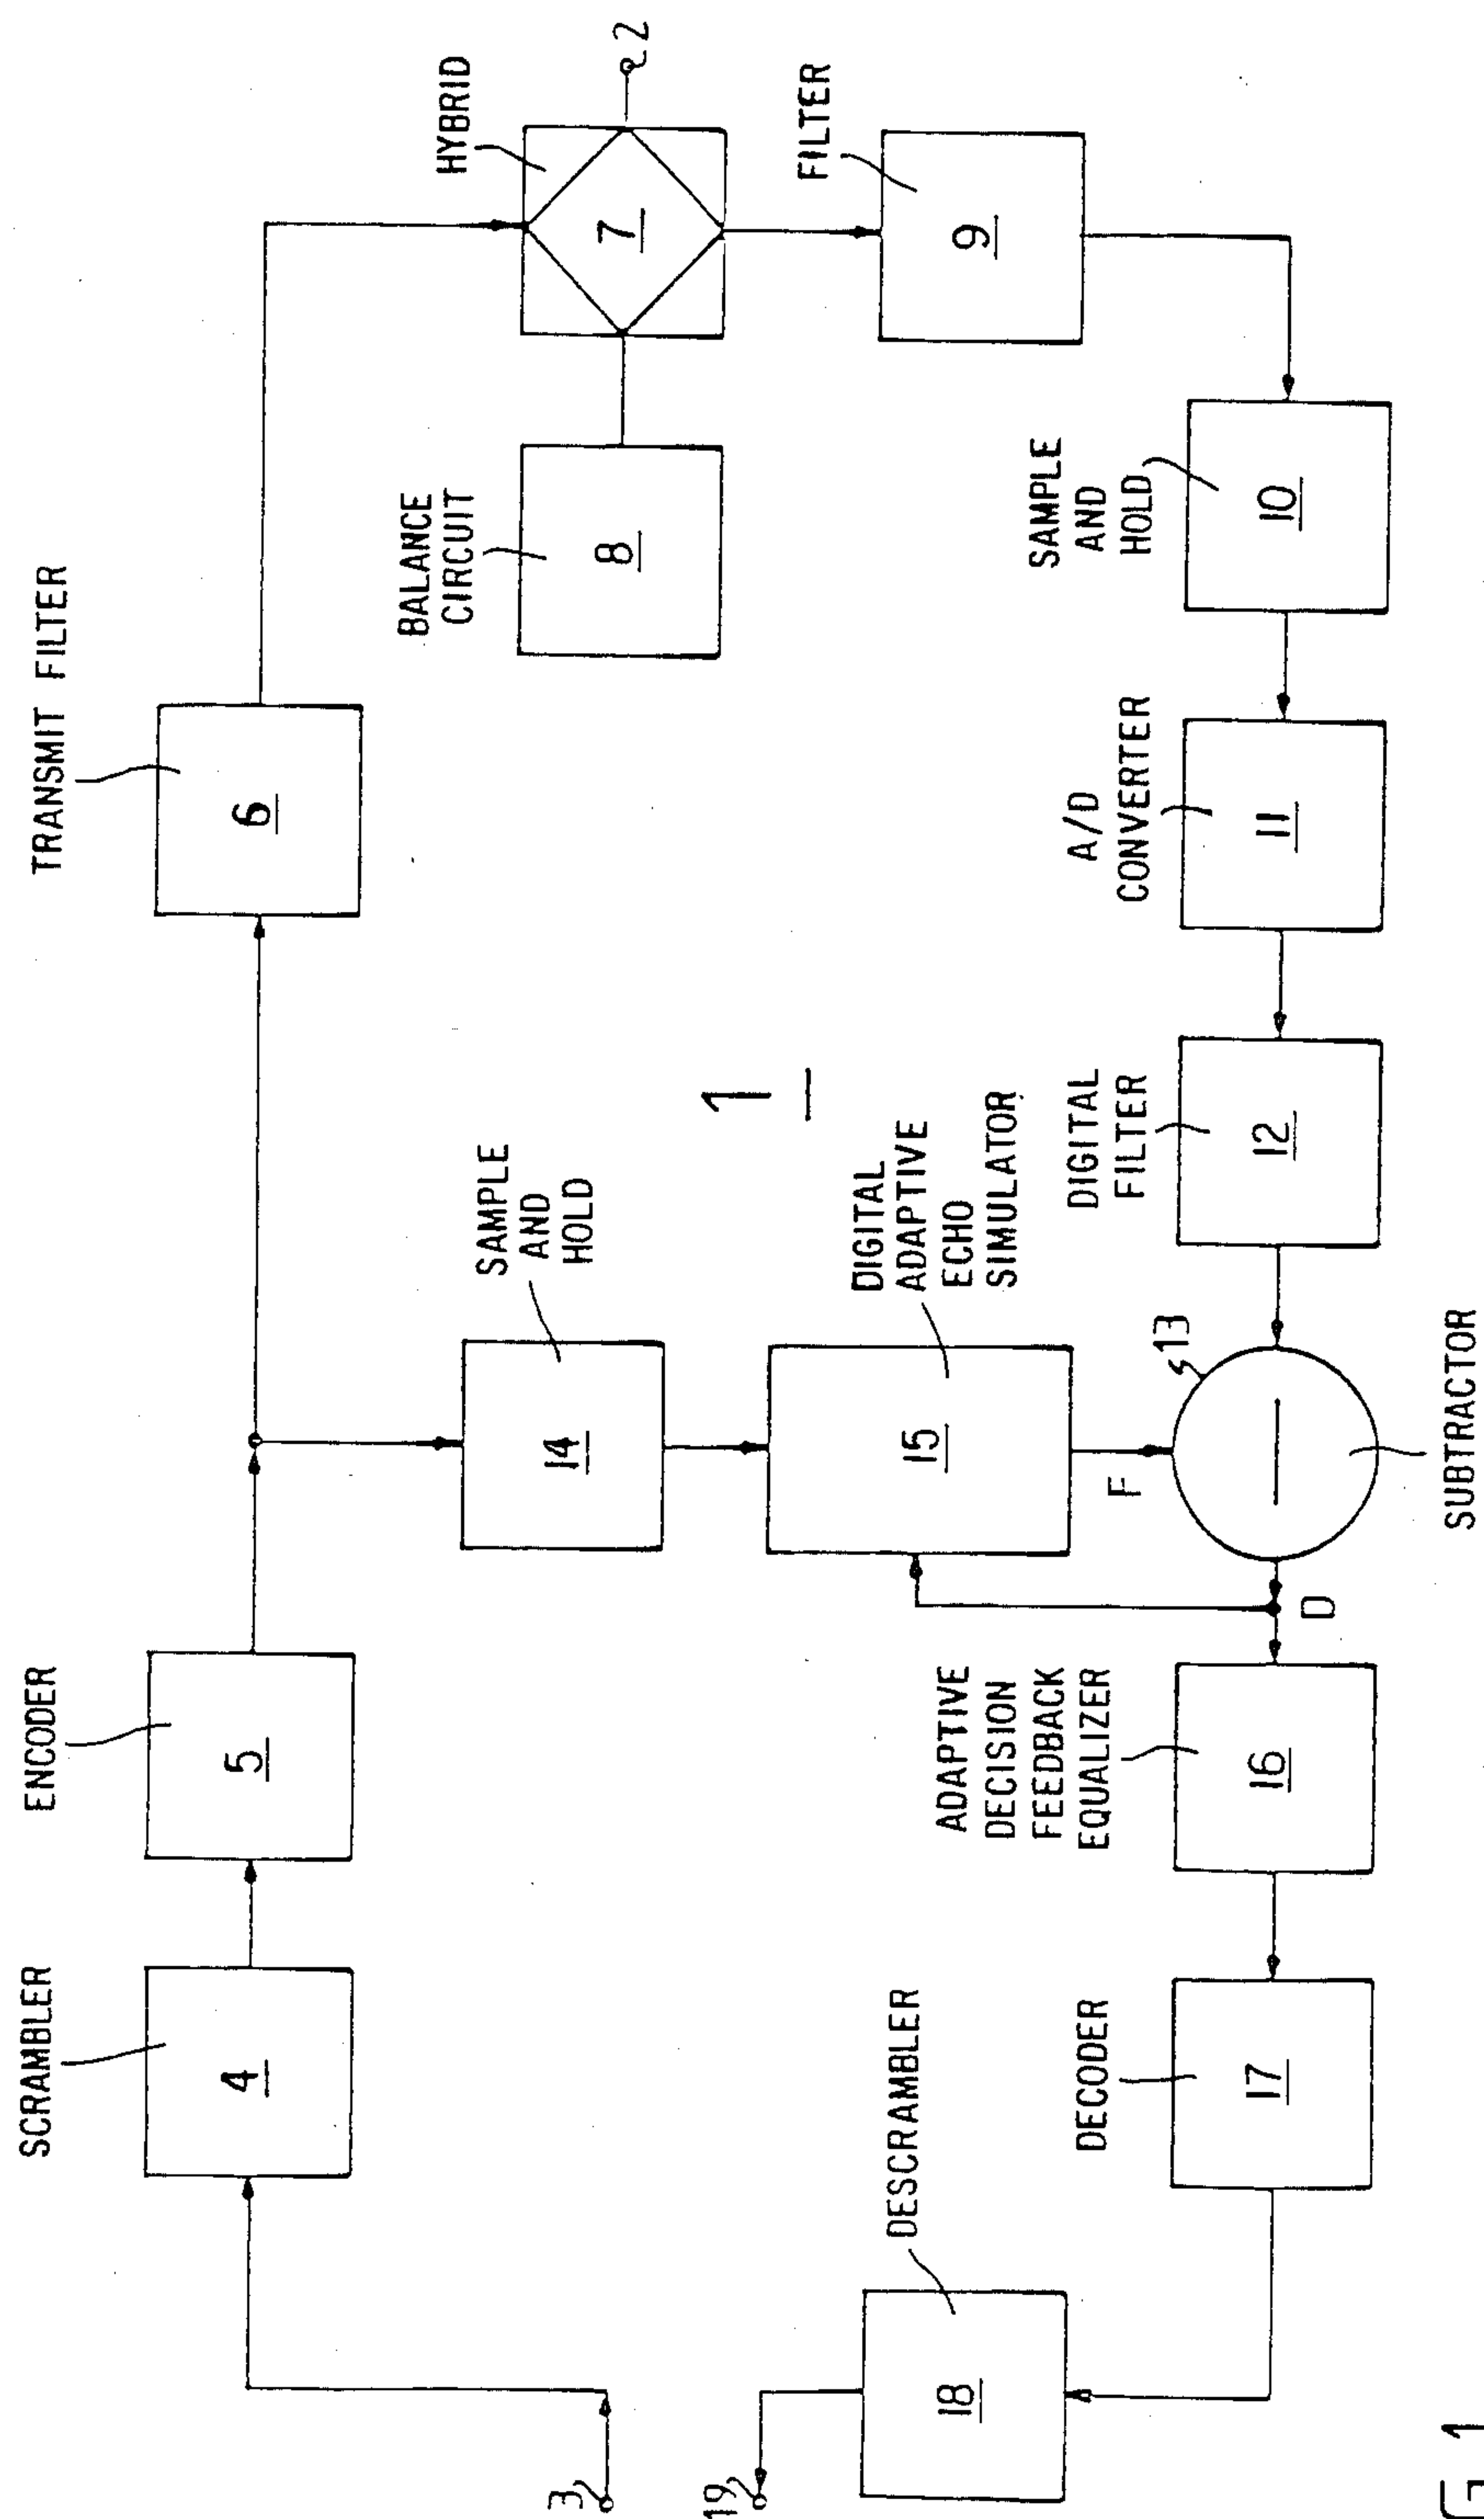 TRANSMIT FILTER
6
ENCODER
5
SCRAMBLER
4
3
HYBRID
7
2
BALANCE
CIRCUIT
8
FILTER
9
SAMPLE
AND
HOLD
14
1
DIGITAL
ADAPTIVE
ECHO
SIMULATOR
15
F
SAMPLE
AND
HOLD
10
A/D
CONVERTER
11
DIGITAL
FILTER
12
13
SUBTRACTOR
D
ADAPTIVE
DECISION
FEEDBACK
EQUALIZER
16
DECODER
17
DESCRAMBLER
18
19
G 1